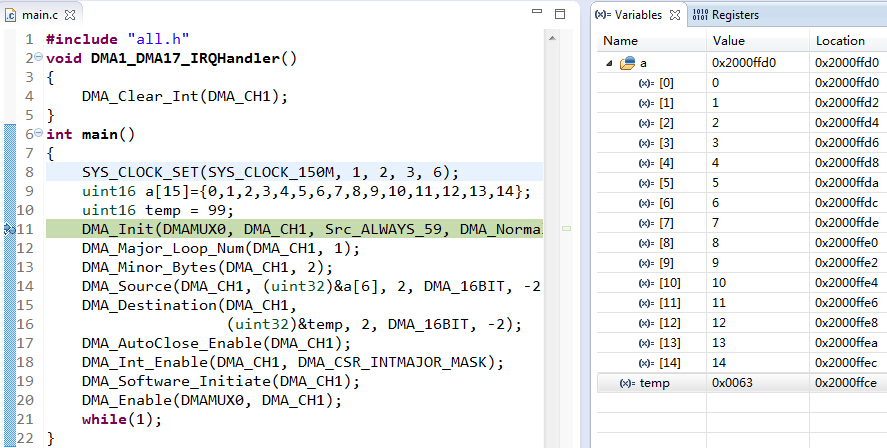 main.c
1 #include "all.h"
2 void DMA1_DMA17_IRQHandler()
3 {
4 DMA_Clear_Int(DMA_CH1);
5 }
6 int main()
7 {
8 SYS_CLOCK_SET(SYS_CLOCK_150M, 1, 2, 3, 6);
9 uint16 a[15]={0,1,2,3,4,5,6,7,8,9,10,11,12,13,14};
10 uint16 temp = 99;
11 DMA_Init(DMAMUX0, DMA_CH1, Src_ALWAYS_59, DMA_Norma
12 DMA_Major_Loop_Num(DMA_CH1, 1);
13 DMA_Minor_Bytes(DMA_CH1, 2);
14 DMA_Source(DMA_CH1, (uint32)&a[6], 2, DMA_16BIT, -2
15 DMA_Destination(DMA_CH1,
16 (uint32)&temp, 2, DMA_16BIT, -2);
17 DMA_AutoClose_Enable(DMA_CH1);
18 DMA_Int_Enable(DMA_CH1, DMA_CSR_INTMAJOR_MASK);
19 DMA_Software_Initiate(DMA_CH1);
20 DMA_Enable(DMAMUX0, DMA_CH1);
21 while(1);
22 }
(x)= Variables
1010 0101 Registers
Name Value Location
a 0x2000ffd0 0x2000ffd0
(x)= [0] 0 0x2000ffd0
(x)= [1] 1 0x2000ffd2
(x)= [2] 2 0x2000ffd4
(x)= [3] 3 0x2000ffd6
(x)= [4] 4 0x2000ffd8
(x)= [5] 5 0x2000ffda
(x)= [6] 6 0x2000ffdc
(x)= [7] 7 0x2000ffde
(x)= [8] 8 0x2000ffe0
(x)= [9] 9 0x2000ffe2
(x)= [10] 10 0x2000ffe4
(x)= [11] 11 0x2000ffe6
(x)= [12] 12 0x2000ffe8
(x)= [13] 13 0x2000ffea
(x)= [14] 14 0x2000ffec
(x)= temp 0x0063 0x2000ffce